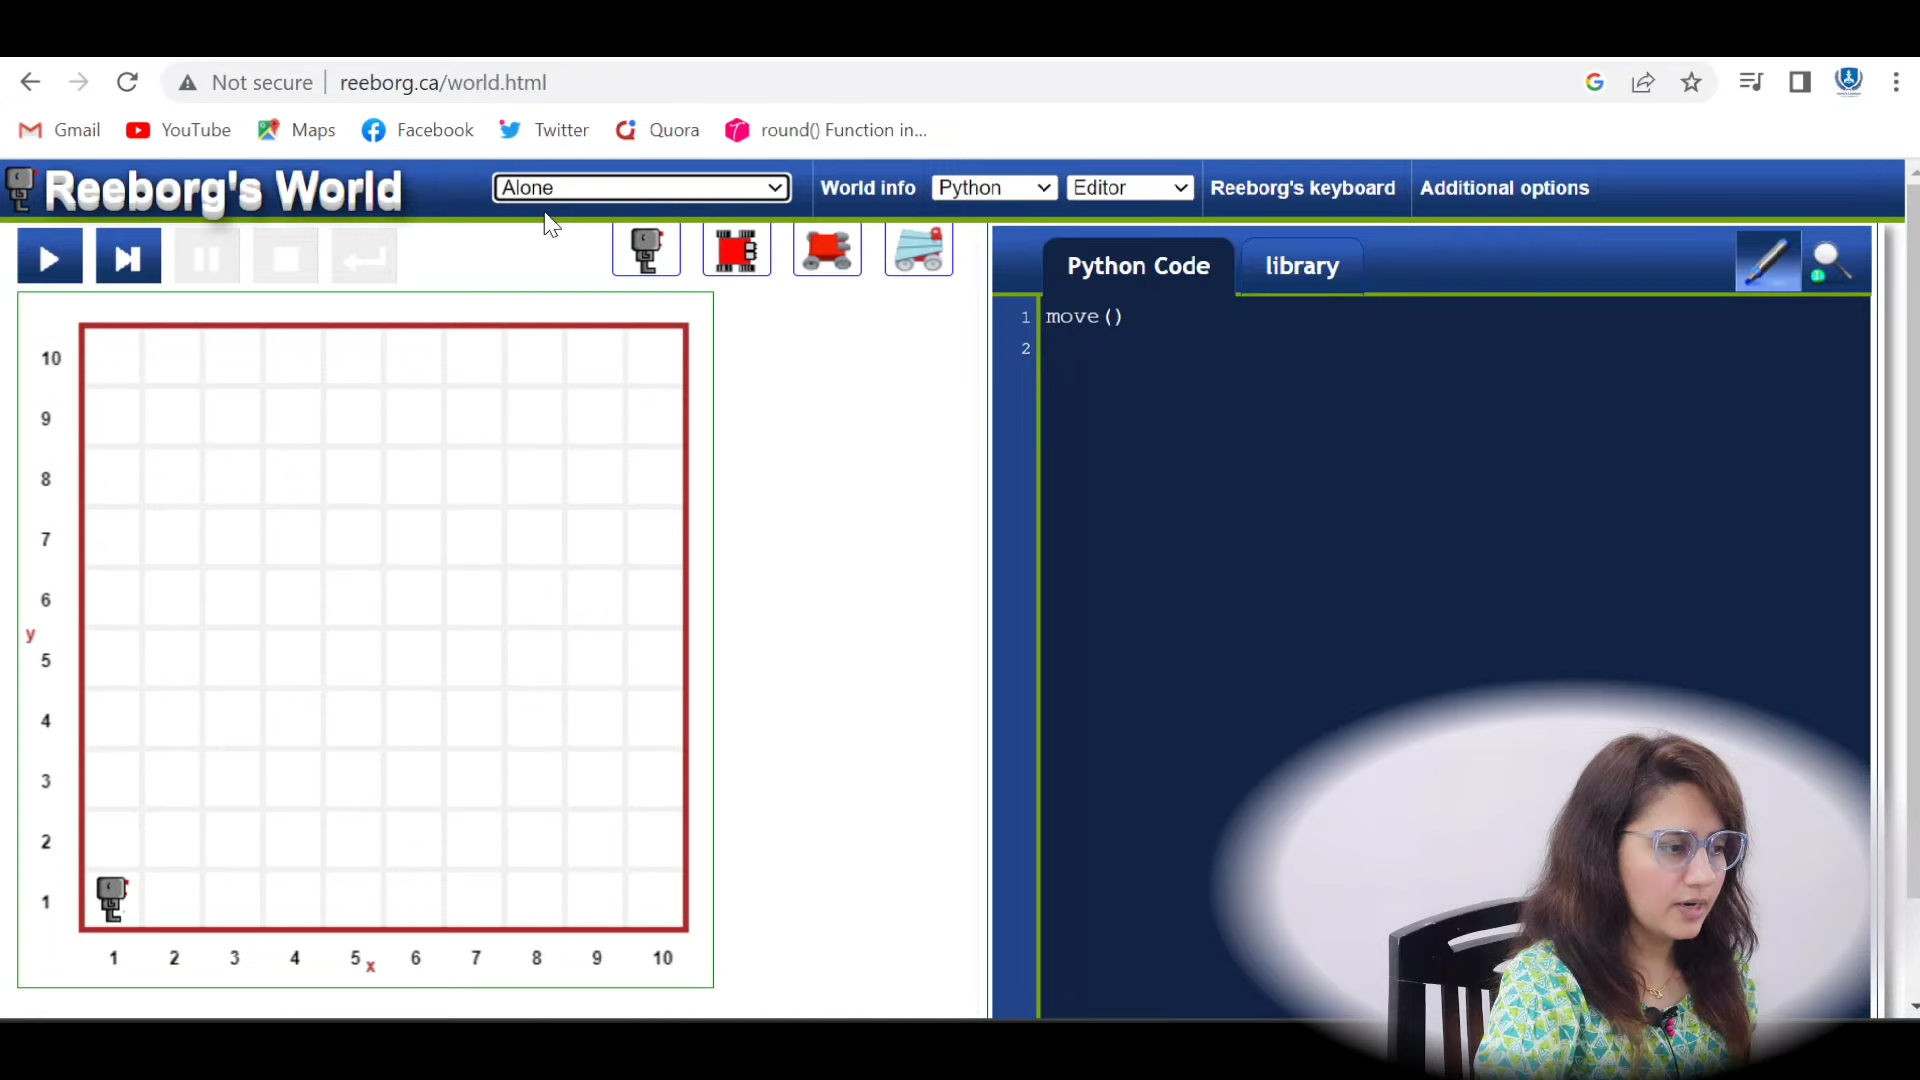 Not secure reeborg.ca/world.html
Gmail YouTube Maps Facebook Twitter Quora round() Function in...
Reeborg's World Alone World info Python Editor Reeborg's keyboard Additional options
Python Code library
1 move()
2
10
9
8
7
6
y
5
4
3
2
1
1 2 3 4 5 x 6 7 8 9 10